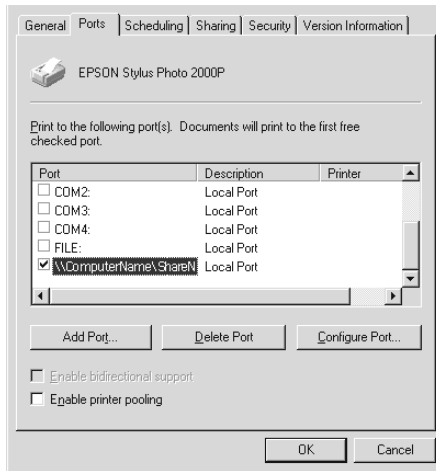 General Ports Scheduling Sharing Security Version Information
EPSON Stylus Photo 2000P
Print to the following port(s). Documents will print to the first free
checked port.
Port Description Printer
COM2: Local Port
COM3: Local Port
COM4: Local Port
FILE: Local Port
\\ComputerName\ShareN Local Port
Add Port... Delete Port Configure Port...
Enable bidirectional support
Enable printer pooling
OK Cancel